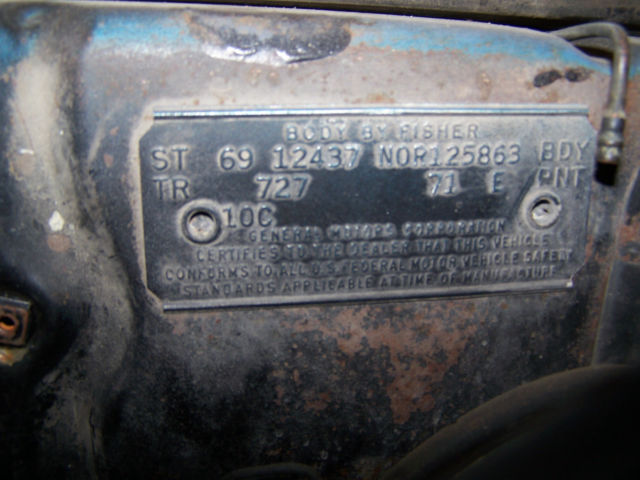 BODY BY FISHER
ST 69 12437 NOR125863 BDY
TR 727 71 E PNT
10C
GENERAL MOTORS CORPORATION
CERTIFIES TO THE DEALER THAT THIS VEHICLE
CONFORMS TO ALL U.S. FEDERAL MOTOR VEHICLE SAFETY
STANDARDS APPLICABLE AT TIME OF MANUFACTURE